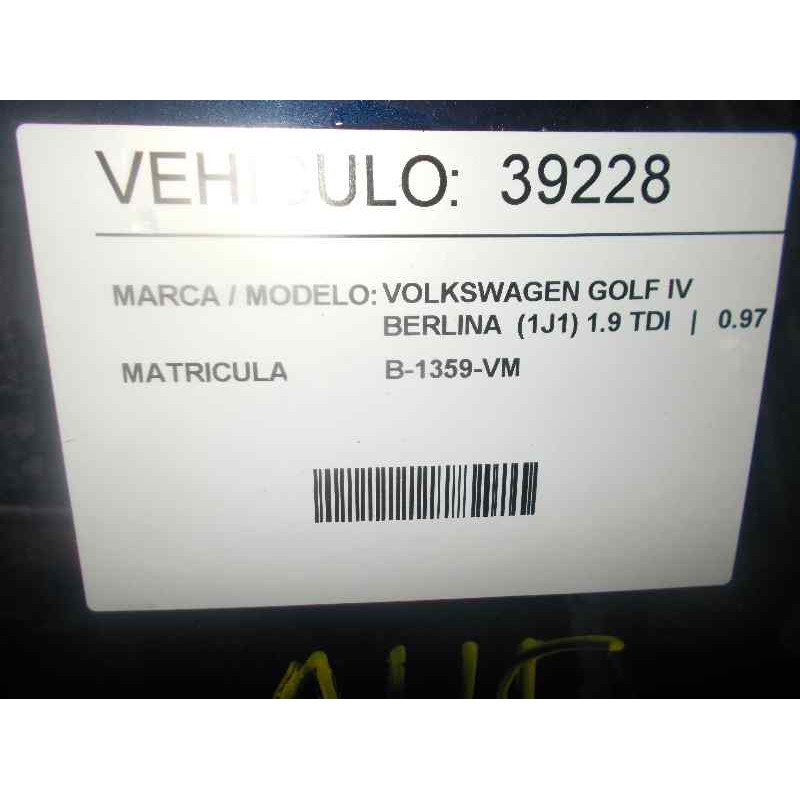 VEHICULO: 39228
MARCA / MODELO: VOLKSWAGEN GOLF IV
BERLINA (1J1) 1.9 TDI | 0.97
MATRICULA B-1359-VM